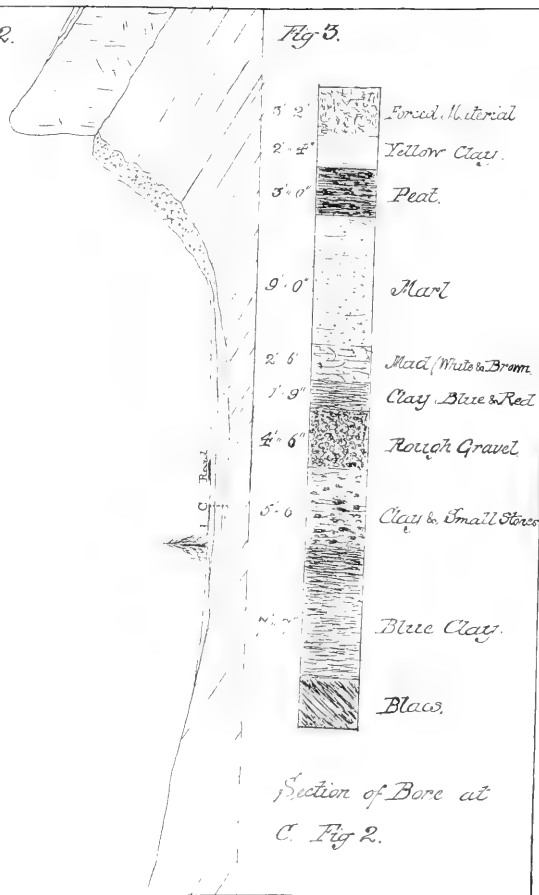 2.
Fig 3.
3' 2" Forced Material
2' 4" Yellow Clay.
3' 0" Peat.
9' 0" Marl
2' 6" Mud (White & Brown
1' 9" Clay Blue & Red
4' 6" Rough Gravel
5' 6 Clay & Small Stones
Blue Clay.
Blaes.
Road
C
Section of Bore at
C. Fig 2.